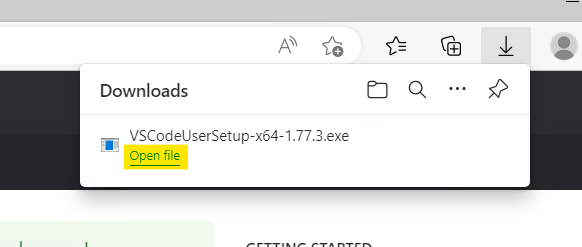 Downloads
VSCodeUserSetup-x64-1.77.3.exe
Open file
GETTING STARTED